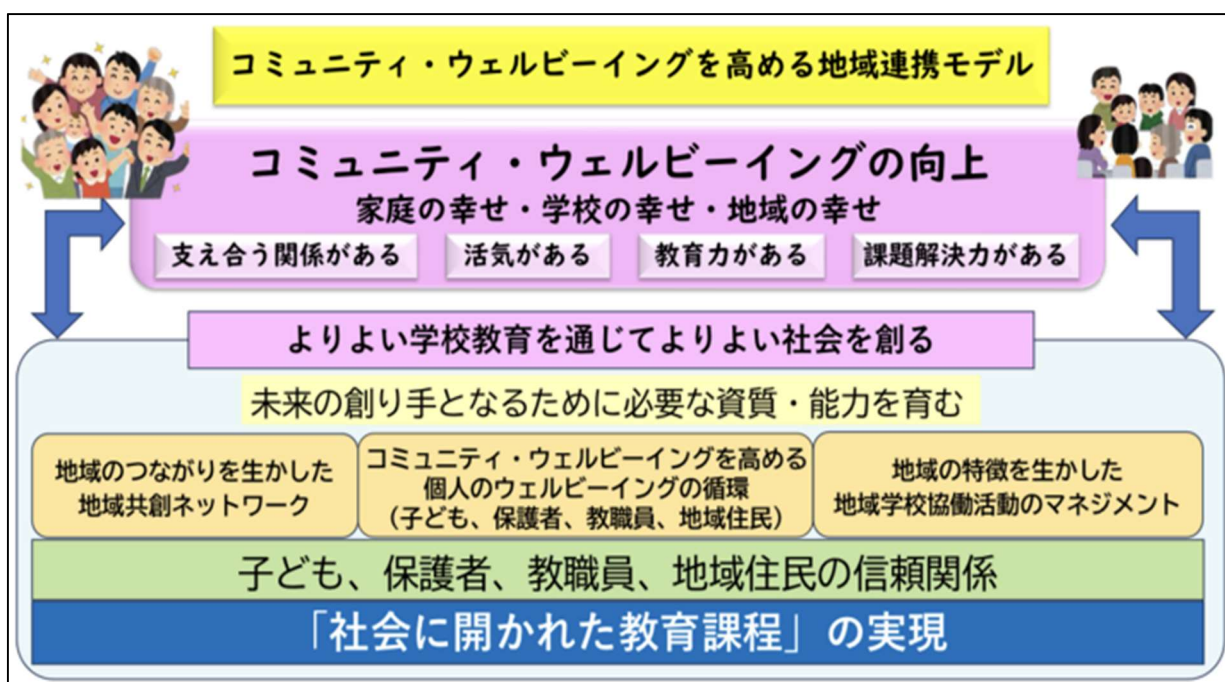 コミュニティ・ウェルビーイングを高める地域連携モデル
コミュニティ・ウェルビーイングの向上
家庭の幸せ・学校の幸せ・地域の幸せ
支え合う関係がある
活気がある
教育力がある
課題解決力がある
よりよい学校教育を通じてよりよい社会を創る
未来の創り手となるために必要な資質・能力を育む
地域のつながりを生かした
地域共創ネットワーク
コミュニティ・ウェルビーイングを高める
個人のウェルビーイングの循環
（子ども、保護者、教職員、地域住民）
地域の特徴を生かした
地域学校協働活動のマネジメント
子ども、保護者、教職員、地域住民の信頼関係
「社会に開かれた教育課程」の実現